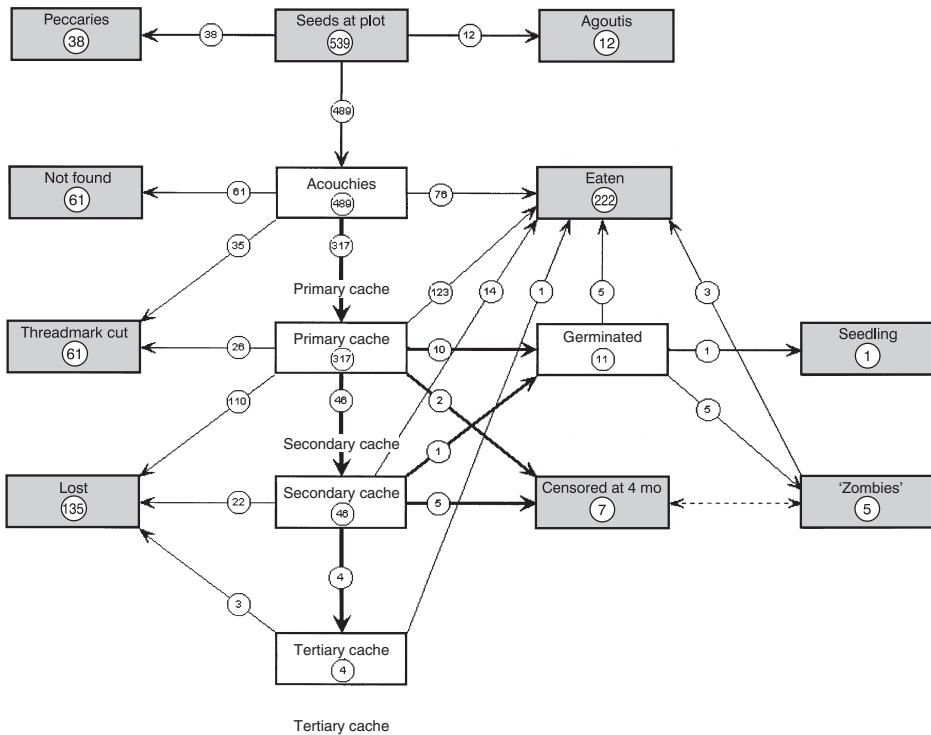 Peccaries
38
38
Seeds at plot
539
12
Agoutis
12
489
Not found
61
61
Acouchies
489
76
Eaten
222
35
317
Primary cache
123
14
1
5
3
Threadmark cut
61
26
Primary cache
317
10
Germinated
11
1
Seedling
1
110
46
2
5
Secondary cache
1
Lost
135
22
Secondary cache
46
5
Censored at 4 mo
7
‘Zombies’
5
4
3
Tertiary cache
4
Tertiary cache